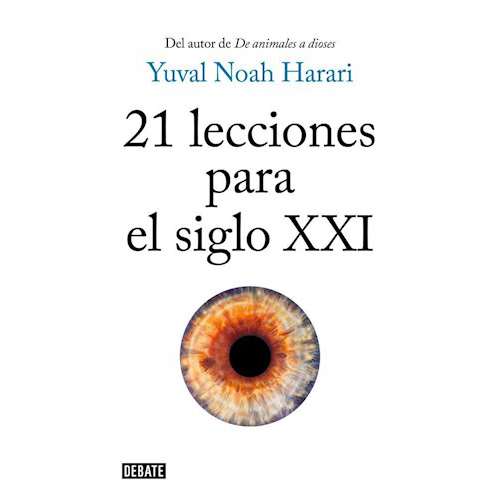 Del autor de De animales a dioses
Yuval Noah Harari
21 lecciones
para
el siglo XXI
DEBATE